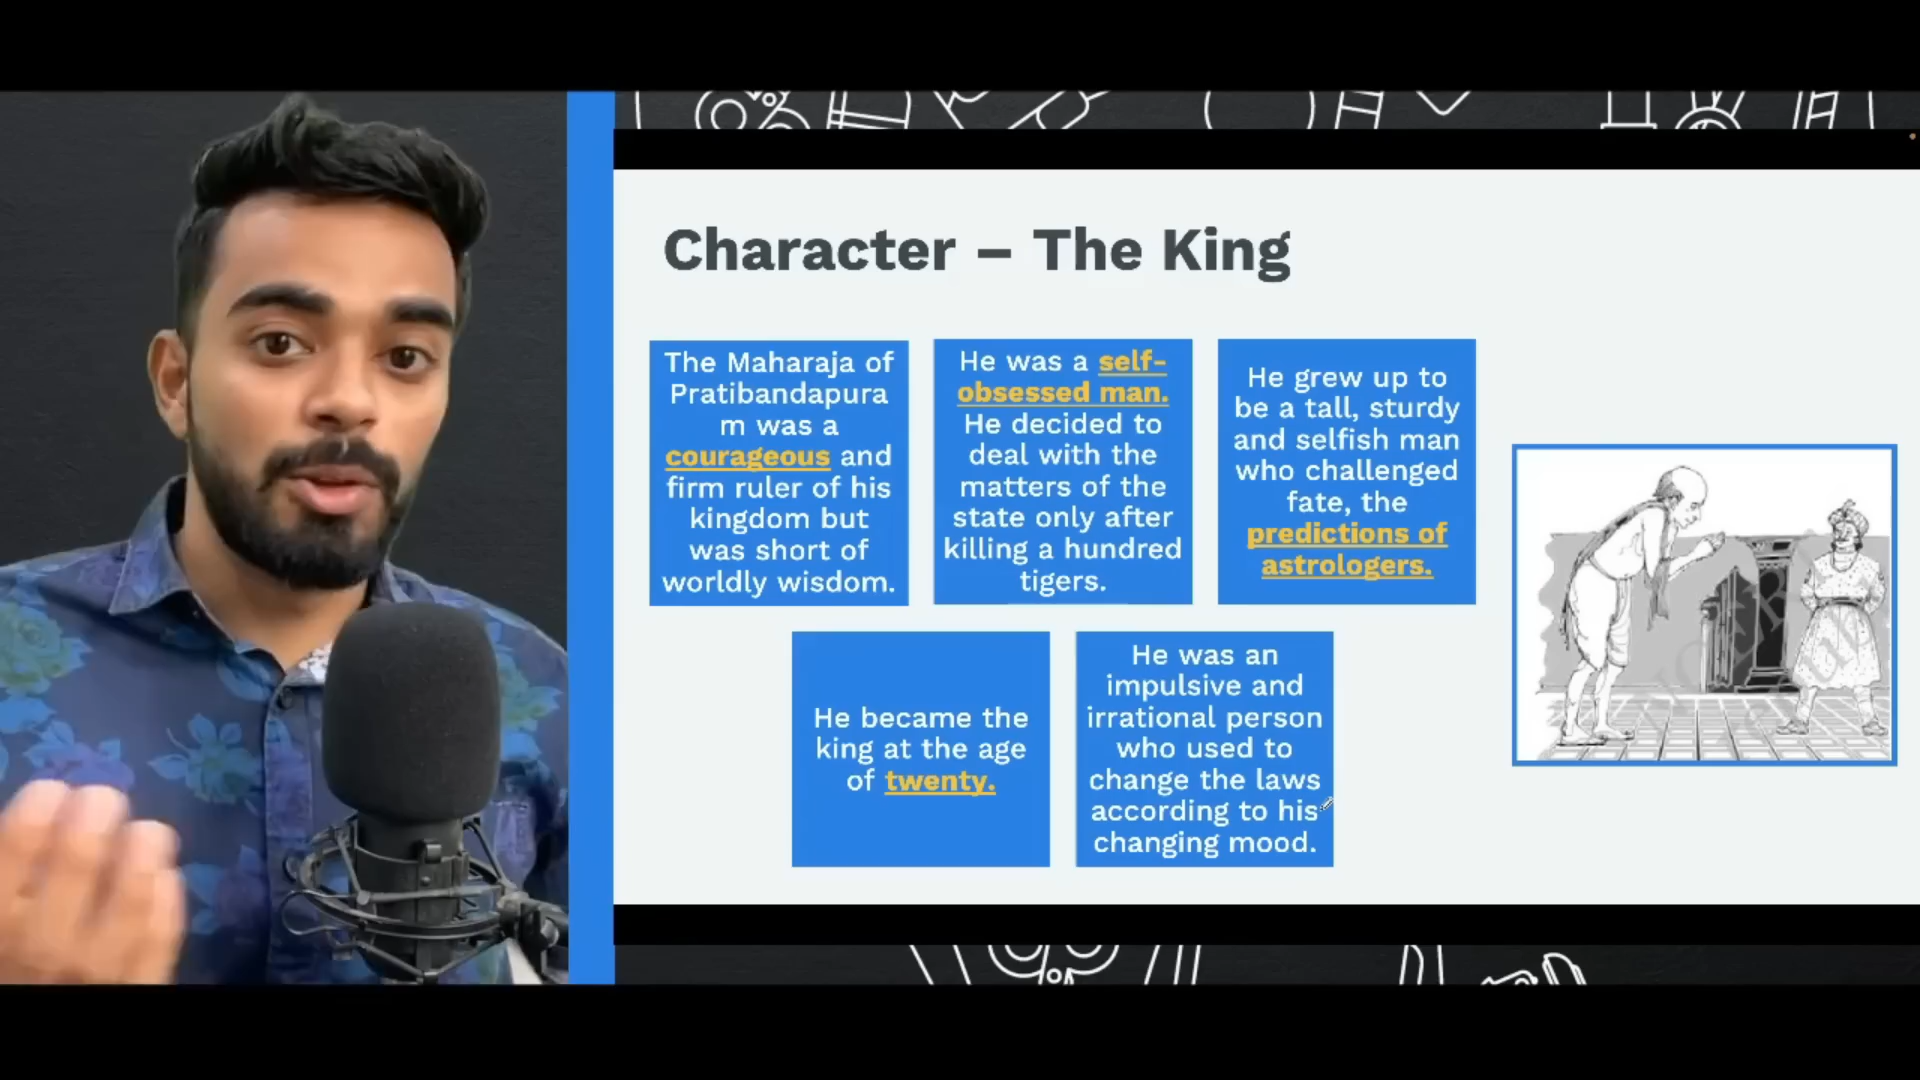 Character – The King
The Maharaja of
Pratibandapura
m was a
courageous and
firm ruler of his
kingdom but
was short of
worldly wisdom.
He was a self-
obsessed man.
He decided to
deal with the
matters of the
state only after
killing a hundred
tigers.
He grew up to
be a tall, sturdy
and selfish man
who challenged
fate, the
predictions of
astrologers.
He became the
king at the age
of twenty.
He was an
impulsive and
irrational person
who used to
change the laws
according to his
changing mood.